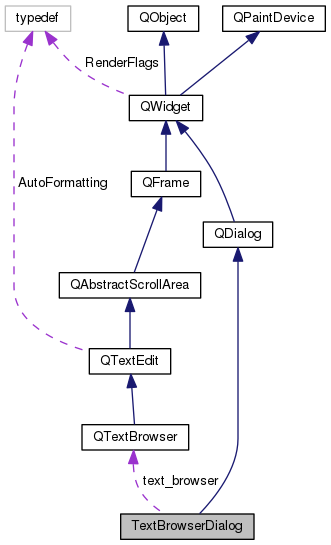 typedef
QObject
QPaintDevice
RenderFlags
QWidget
AutoFormatting
QFrame
QDialog
QAbstractScrollArea
QTextEdit
QTextBrowser
text_browser
TextBrowserDialog